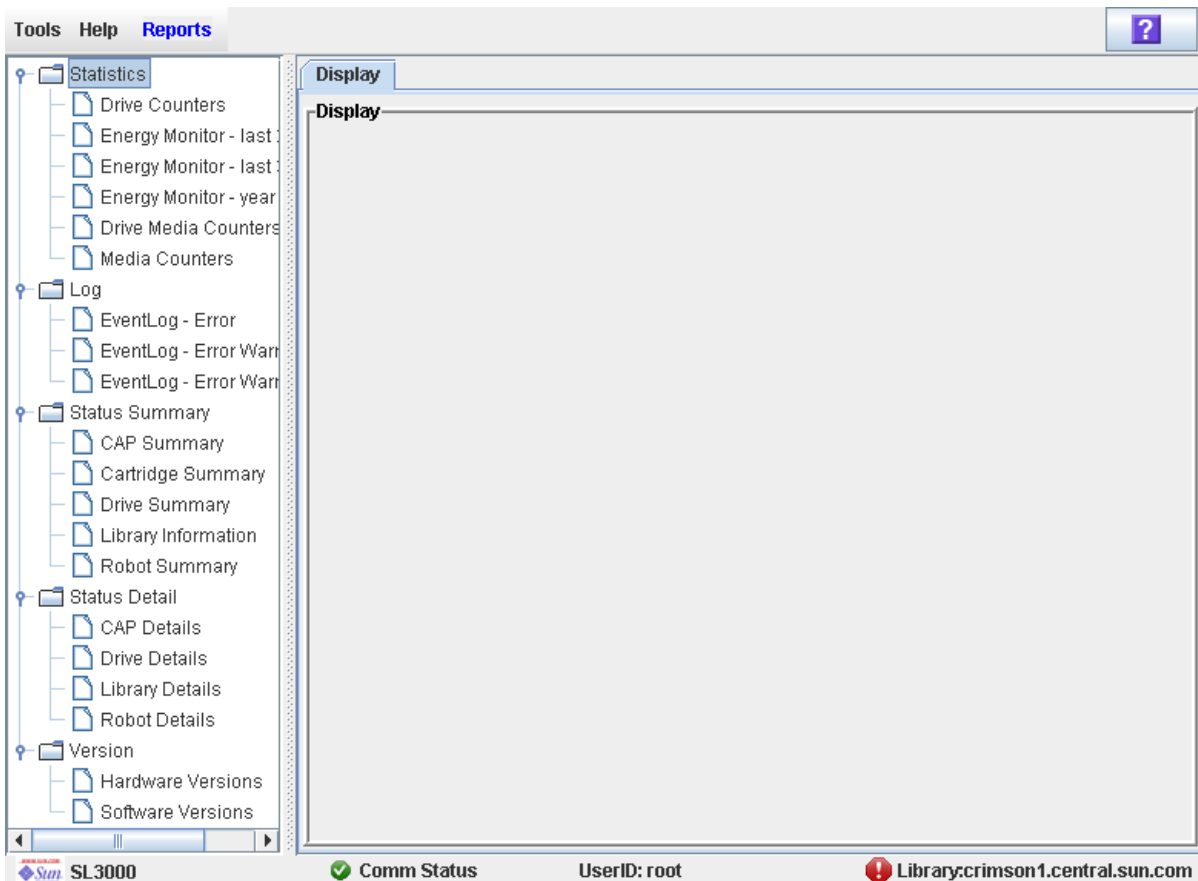 Tools Help Reports ?
Statistics
Drive Counters
Energy Monitor - last
Energy Monitor - last
Energy Monitor - year
Drive Media Counters
Media Counters
Log
EventLog - Error
EventLog - Error Warr
EventLog - Error Warr
Status Summary
CAP Summary
Cartridge Summary
Drive Summary
Library Information
Robot Summary
Status Detail
CAP Details
Drive Details
Library Details
Robot Details
Version
Hardware Versions
Software Versions
Display
Display
Sun SL3000 Comm Status UserID: root Library:crimson1.central.sun.com